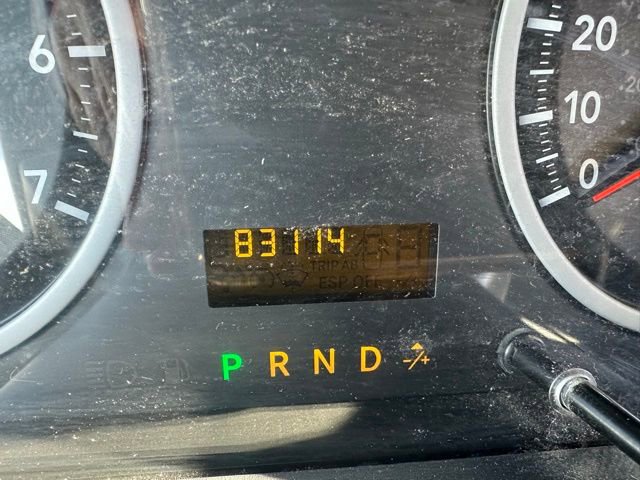 6
7
20
10
0
83114
TRIP AB
ESP OFF
P R N D -/+